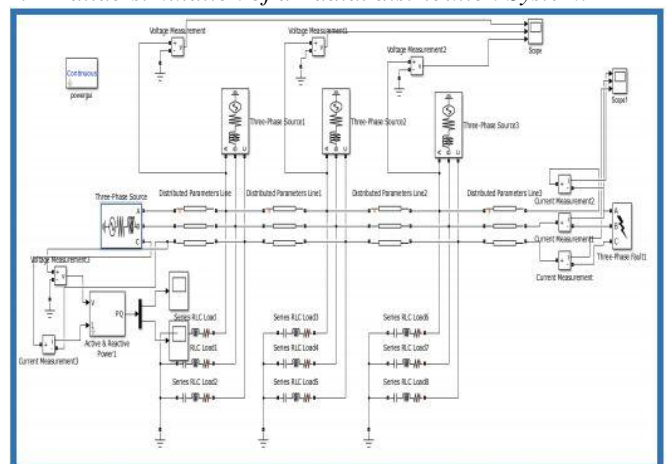 Voltage Measurement
Voltage Measurement1
Voltage Measurement2
Scope
Continuous
powergui
Scope1
Three-Phase Source1
Three-Phase Source2
Three-Phase Source3
Three-Phase Source
Distributed Parameters Line
Distributed Parameters Line1
Distributed Parameters Line2
Distributed Parameters Line3
Current Measurement2
Current Measurement1
Current Measurement
Three-Phase Fault1
A
B
C
Voltage Measurement3
V
I
PQ
Active & Reactive
Power1
Current Measurement3
Series RLC Load
Series RLC Load3
Series RLC Load6
RLC Load1
Series RLC Load4
Series RLC Load7
Series RLC Load2
Series RLC Load5
Series RLC Load8